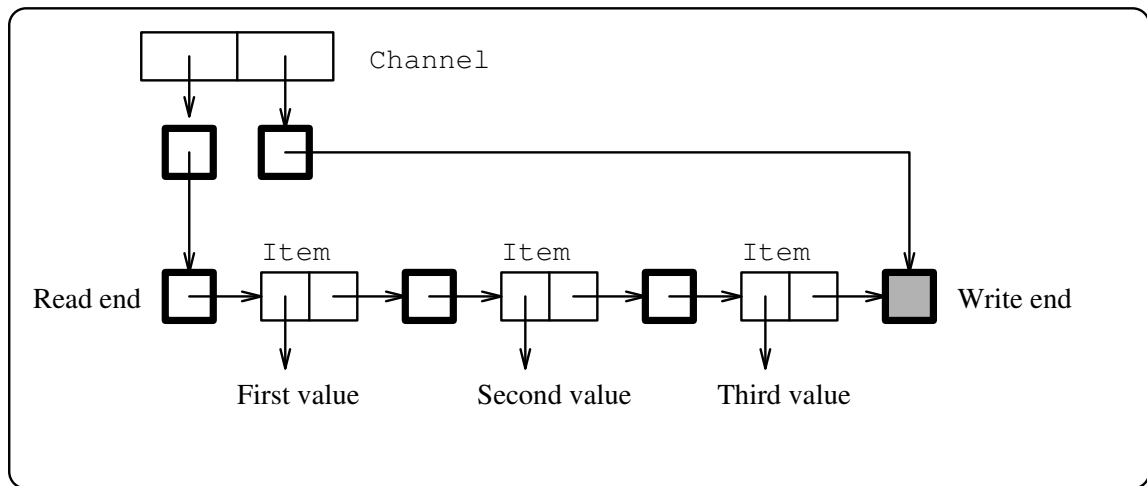 Channel
Item Item Item
Read end Write end
First value Second value Third value